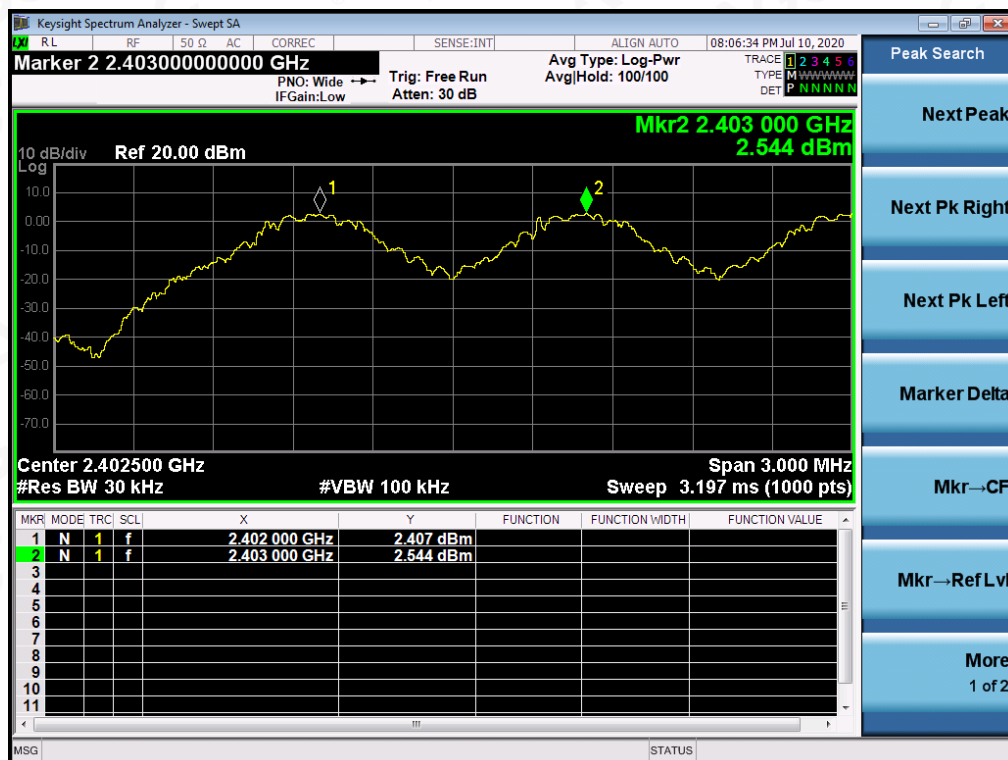 Keysight Spectrum Analyzer - Swept SA
LXI RL RF 50 Ω AC CORREC SENSE:INT ALIGN AUTO 08:06:34 PM Jul 10, 2020
Marker 2 2.403000000000 GHz
PNO: Wide
IFGain:Low
Trig: Free Run
Atten: 30 dB
Avg Type: Log-Pwr
Avg|Hold: 100/100
TRACE 1 2 3 4 5 6
TYPE M WWWWW
DET P N N N N N
Mkr2 2.403 000 GHz
2.544 dBm
10 dB/div Ref 20.00 dBm
Log
10.0
0.00
-10.0
-20.0
-30.0
-40.0
-50.0
-60.0
-70.0
1
2
Center 2.402500 GHz Span 3.000 MHz
#Res BW 30 kHz #VBW 100 kHz Sweep 3.197 ms (1000 pts)
MKR MODE TRC SCL X Y FUNCTION FUNCTION WIDTH FUNCTION VALUE
1 N 1 f 2.402 000 GHz 2.407 dBm
2 N 1 f 2.403 000 GHz 2.544 dBm
3
4
5
6
7
8
9
10
11
MSG STATUS
Peak Search
Next Peak
Next Pk Right
Next Pk Left
Marker Delta
Mkr→CF
Mkr→Ref Lvl
More
1 of 2